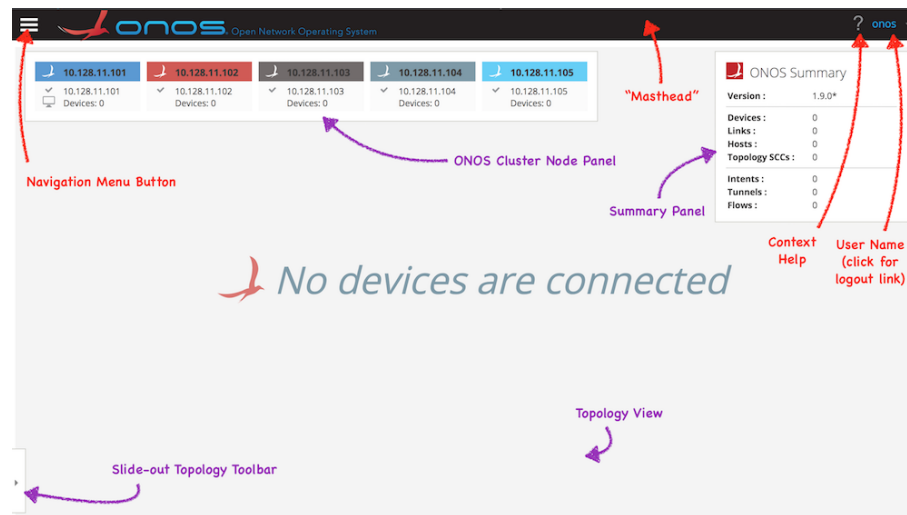 onos. Open Network Operating System
? onos
10.128.11.101 10.128.11.102 10.128.11.103 10.128.11.104 10.128.11.105
10.128.11.101 10.128.11.102 10.128.11.103 10.128.11.104 10.128.11.105
Devices: 0 Devices: 0 Devices: 0 Devices: 0 Devices: 0
"Masthead"
ONOS Summary
Version : 1.9.0*
Devices : 0
Links : 0
Hosts : 0
Topology SCCs : 0
Intents : 0
Tunnels : 0
Flows : 0
ONOS Cluster Node Panel
Navigation Menu Button
Summary Panel
Context
Help
User Name
(click for
logout link)
No devices are connected
Topology View
Slide-out Topology Toolbar